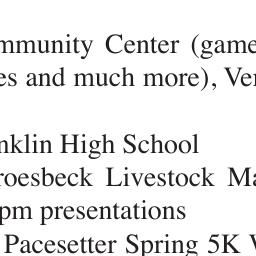 mmunity Center (game
es and much more), Ver
nklin High School
roesbeck Livestock Ma
pm presentations
Pacesetter Spring 5K W